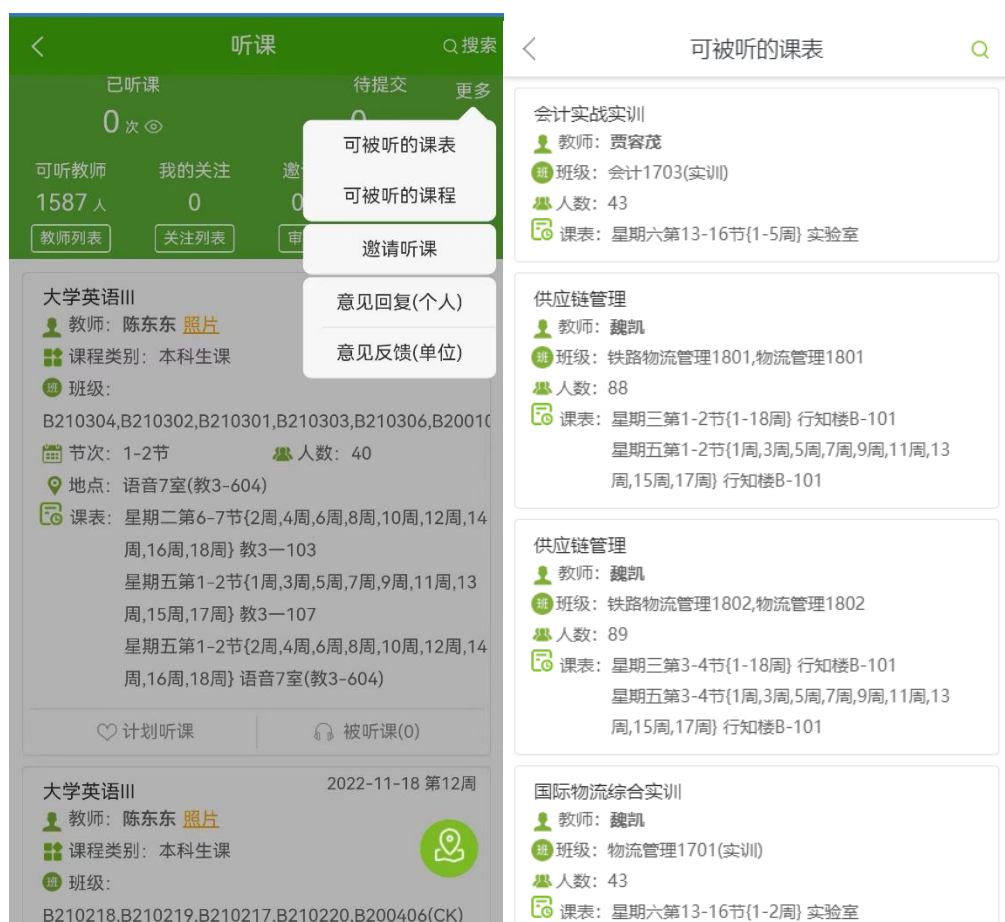 听课
搜索
已听课
待提交
更多
0次
可听教师
我的关注
1587人
0
0
教师列表
关注列表
审
可被听的课表
可被听的课程
邀请听课
意见回复(个人)
意见反馈(单位)
大学英语III
教师：陈东东 照片
课程类别：本科生课
班 班级：
B210304,B210302,B210301,B210303,B210306,B20010
节次：1-2节 人数：40
地点：语音7室(教3-604)
课表：星期二第6-7节{2周,4周,6周,8周,10周,12周,14
周,16周,18周} 教3一103
星期五第1-2节{1周,3周,5周,7周,9周,11周,13
周,15周,17周} 教3一107
星期五第1-2节{2周,4周,6周,8周,10周,12周,14
周,16周,18周} 语音7室(教3-604)
计划听课 被听课(0)
大学英语III 2022-11-18 第12周
教师：陈东东 照片
课程类别：本科生课
班 班级：
B210218,B210219,B210217,B210220,B200406(CK)
可被听的课表
会计实战实训
教师：贾容茂
班 班级：会计1703(实训)
人数：43
课表：星期六第13-16节{1-5周} 实验室
供应链管理
教师：魏凯
班 班级：铁路物流管理1801,物流管理1801
人数：88
课表：星期三第1-2节{1-18周} 行知楼B-101
星期五第1-2节{1周,3周,5周,7周,9周,11周,13
周,15周,17周} 行知楼B-101
供应链管理
教师：魏凯
班 班级：铁路物流管理1802,物流管理1802
人数：89
课表：星期三第3-4节{1-18周} 行知楼B-101
星期五第3-4节{1周,3周,5周,7周,9周,11周,13
周,15周,17周} 行知楼B-101
国际物流综合实训
教师：魏凯
班 班级：物流管理1701(实训)
人数：43
课表：星期六第13-16节{1-2周} 实验室